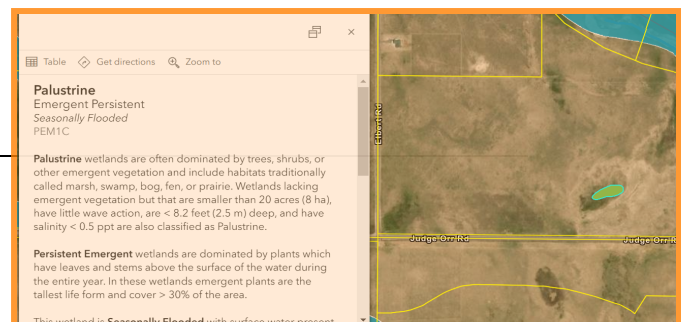 Table Get directions Zoom to
Palustrine
Emergent Persistent
Seasonally Flooded
PEM1C
Palustrine wetlands are often dominated by trees, shrubs, or
other emergent vegetation and include habitats traditionally
called marsh, swamp, bog, fen, or prairie. Wetlands lacking
emergent vegetation but that are smaller than 20 acres (8 ha),
have little wave action, are < 8.2 feet (2.5 m) deep, and have
salinity < 0.5 ppt are also classified as Palustrine.
Persistent Emergent wetlands are dominated by plants which
have leaves and stems above the surface of the water during
the entire year. In these wetlands emergent plants are the
tallest life form and cover > 30% of the area.
This wetland is Seasonally Flooded with surface water present
Elbert Rd
Judge Orr Rd
Judge Orr R